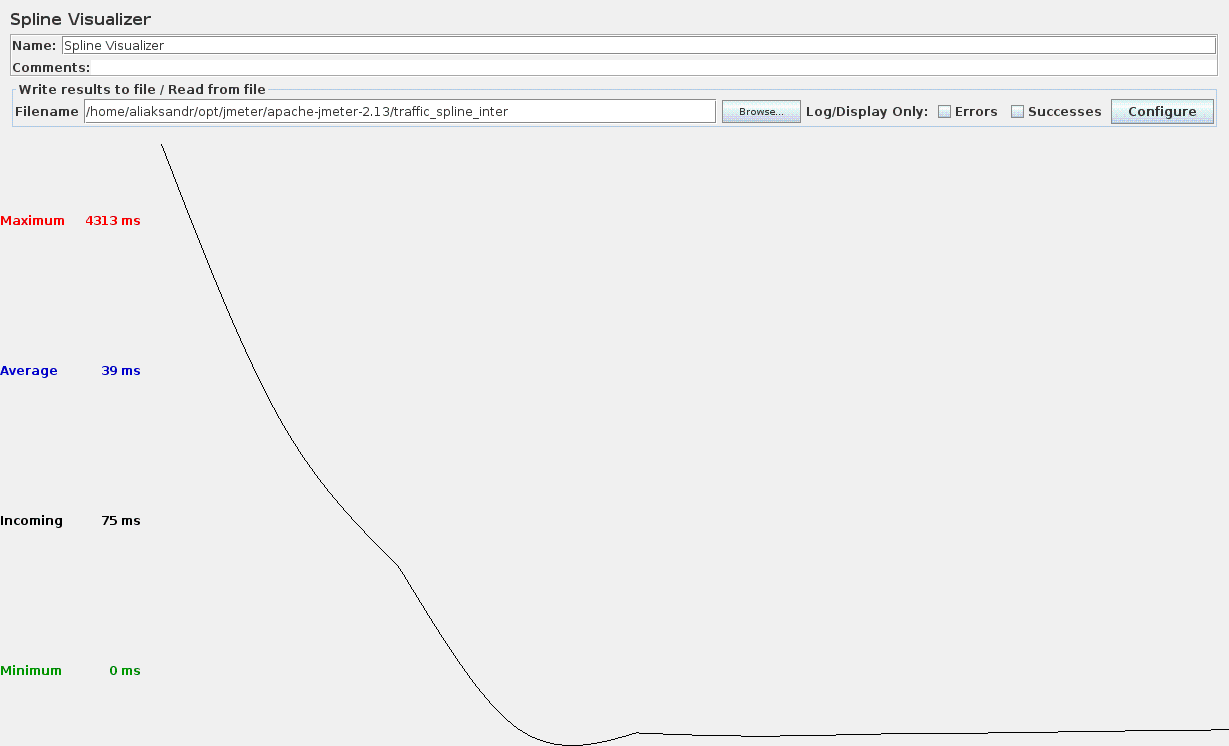 Spline Visualizer
Name: Spline Visualizer
Comments:
Write results to file / Read from file
Filename /home/aliaksandr/opt/jmeter/apache-jmeter-2.13/traffic_spline_inter Browse... Log/Display Only: Errors Successes Configure
Maximum 4313 ms
Average 39 ms
Incoming 75 ms
Minimum 0 ms